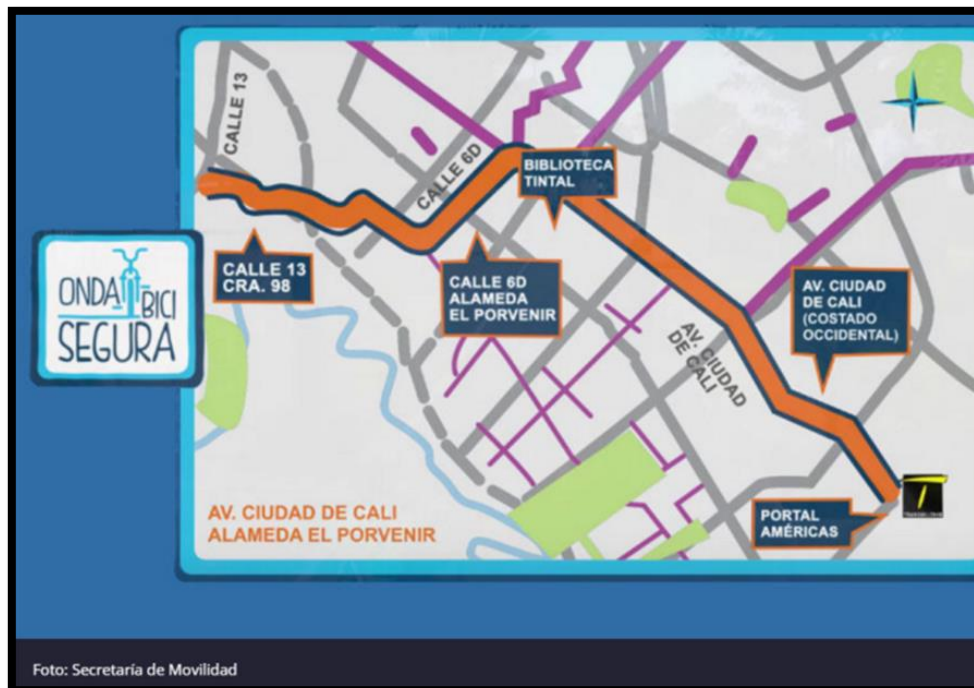 CALLE 13
CALLE 6D
BIBLIOTECA
TINTAL
ONDA BICI
SEGURA
CALLE 13
CRA. 98
CALLE 6D
ALAMEDA
EL PORVENIR
AV. CIUDAD
DE CALI
(COSTADO
OCCIDENTAL)
AV. CIUDAD
DE CALI
AV. CIUDAD DE CALI
ALAMEDA EL PORVENIR
PORTAL
AMÉRICAS
Foto: Secretaría de Movilidad